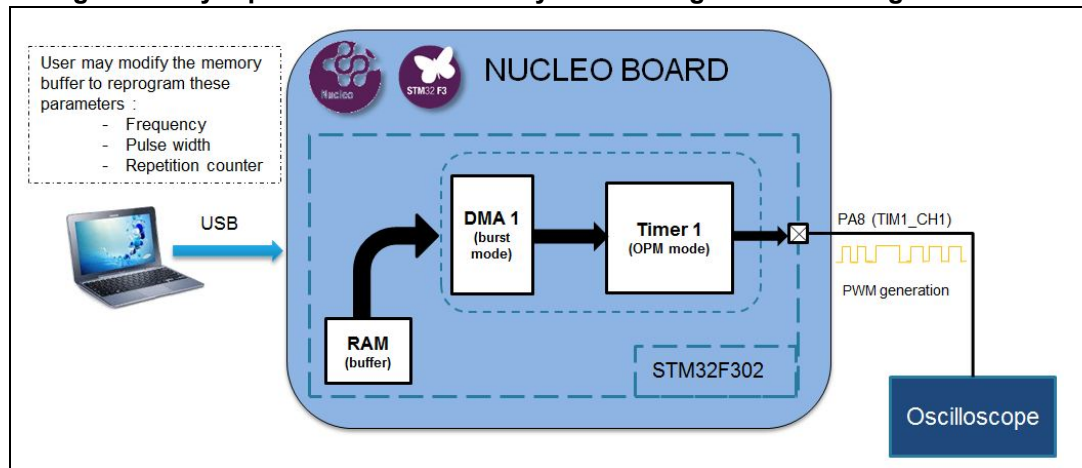 User may modify the memory
buffer to reprogram these
parameters :
- Frequency
- Pulse width
- Repetition counter
Nucleo
STM32 F3
NUCLEO BOARD
USB
DMA 1
(burst
mode)
Timer 1
(OPM mode)
PA8 (TIM1_CH1)
PWM generation
RAM
(buffer)
STM32F302
Oscilloscope